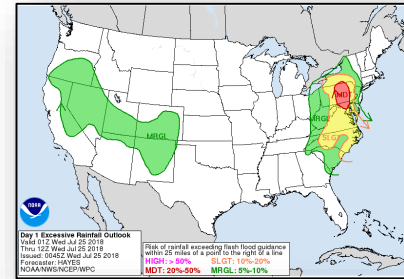 MRGL
MRGL
MDT
SLGT
NOAA
Day 1 Excessive Rainfall Outlook
Valid 01Z Wed Jul 25 2018
Thru 12Z Wed Jul 25 2018
Issued: 0045Z Wed Jul 25 2018
Forecaster: HAYES
NOAA/NWS/NCEP/WPC
Risk of rainfall exceeding flash flood guidance
within 25 miles of a point to the right of a line
HIGH: > 50% SLGT: 10%-20%
MDT: 20%-50% MRGL: 5%-10%